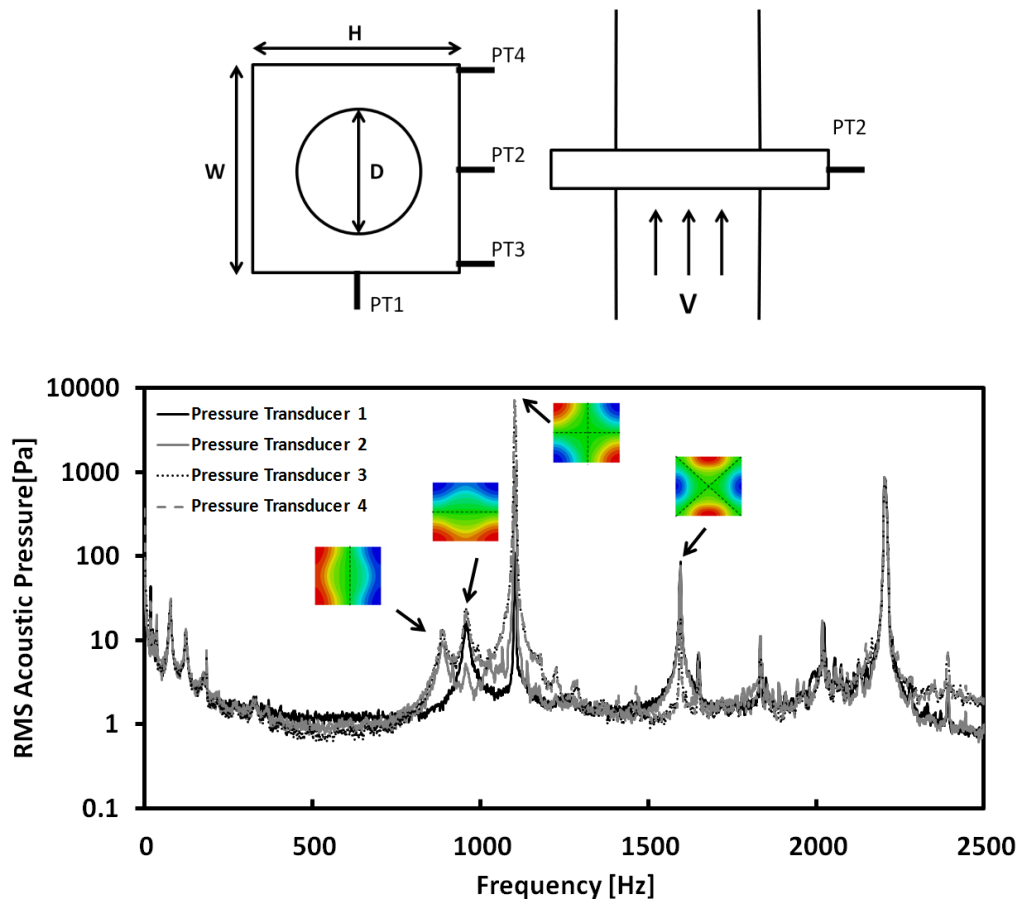 H
PT4
W
D
PT2
PT3
PT1
PT2
V
10000
1000
100
10
1
0.1
RMS Acoustic Pressure[Pa]
Pressure Transducer 1
Pressure Transducer 2
Pressure Transducer 3
Pressure Transducer 4
0 500 1000 1500 2000 2500
Frequency [Hz]